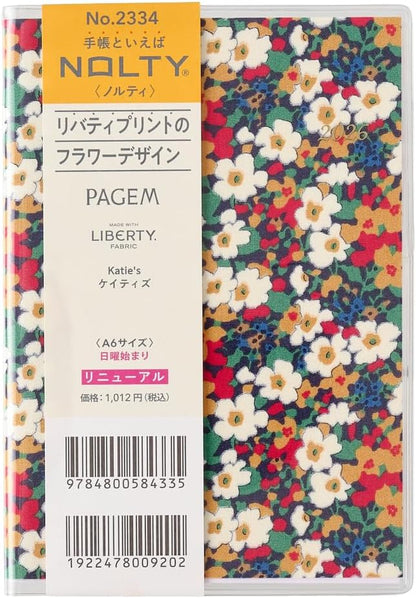 No.2334
手帳といえば
NOLTY®
〈ノルティ〉
リバティプリントの
フラワーデザイン
PAGEM
MADE WITH
LIBERTY.
FABRIC
Katie's
ケイティズ
〈A6サイズ〉
日曜始まり
リニューアル
価格:1,012円(税込)
9784800584335
1922478009202
2026